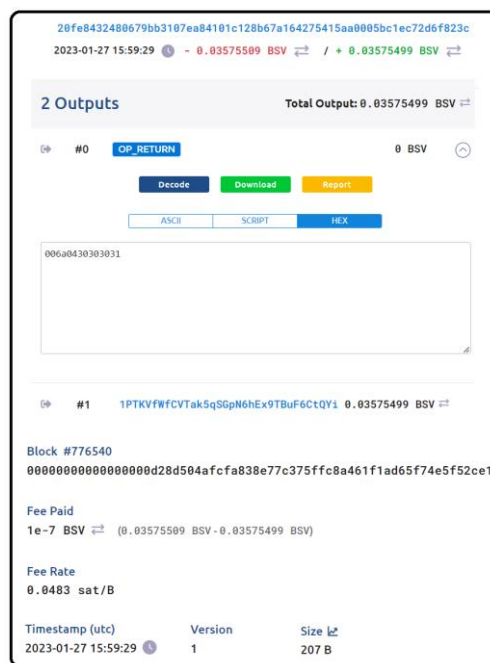 20fe8432480679bb3107ea84101c128b67a164275415aa0005bc1ec72d6f823c
2023-01-27 15:59:29 - 0.03575509 BSV / + 0.03575499 BSV
2 Outputs Total Output: 0.03575499 BSV
#0 OP_RETURN 0 BSV
Decode Download Report
ASCII SCRIPT HEX
006a0430303031
#1 1PTKVfWfCVTak5qSGpN6hEx9TBuF6CtQYi 0.03575499 BSV
Block #776540
00000000000000000d28d504afcfa838e77c375ffc8a461f1ad65f74e5f52ce1
Fee Paid
1e-7 BSV (0.03575509 BSV - 0.03575499 BSV)
Fee Rate
0.0483 sat/B
Timestamp (utc) Version Size
2023-01-27 15:59:29 1 207 B